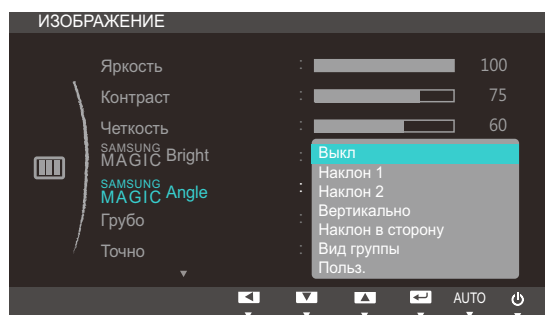 ИЗОБРАЖЕНИЕ
Яркость : 100
Контраст : 75
Четкость : 60
SAMSUNG MAGIC Bright :
SAMSUNG MAGIC Angle :
Грубо :
Точно :
Выкл
Наклон 1
Наклон 2
Вертикально
Наклон в сторону
Вид группы
Польз.
AUTO